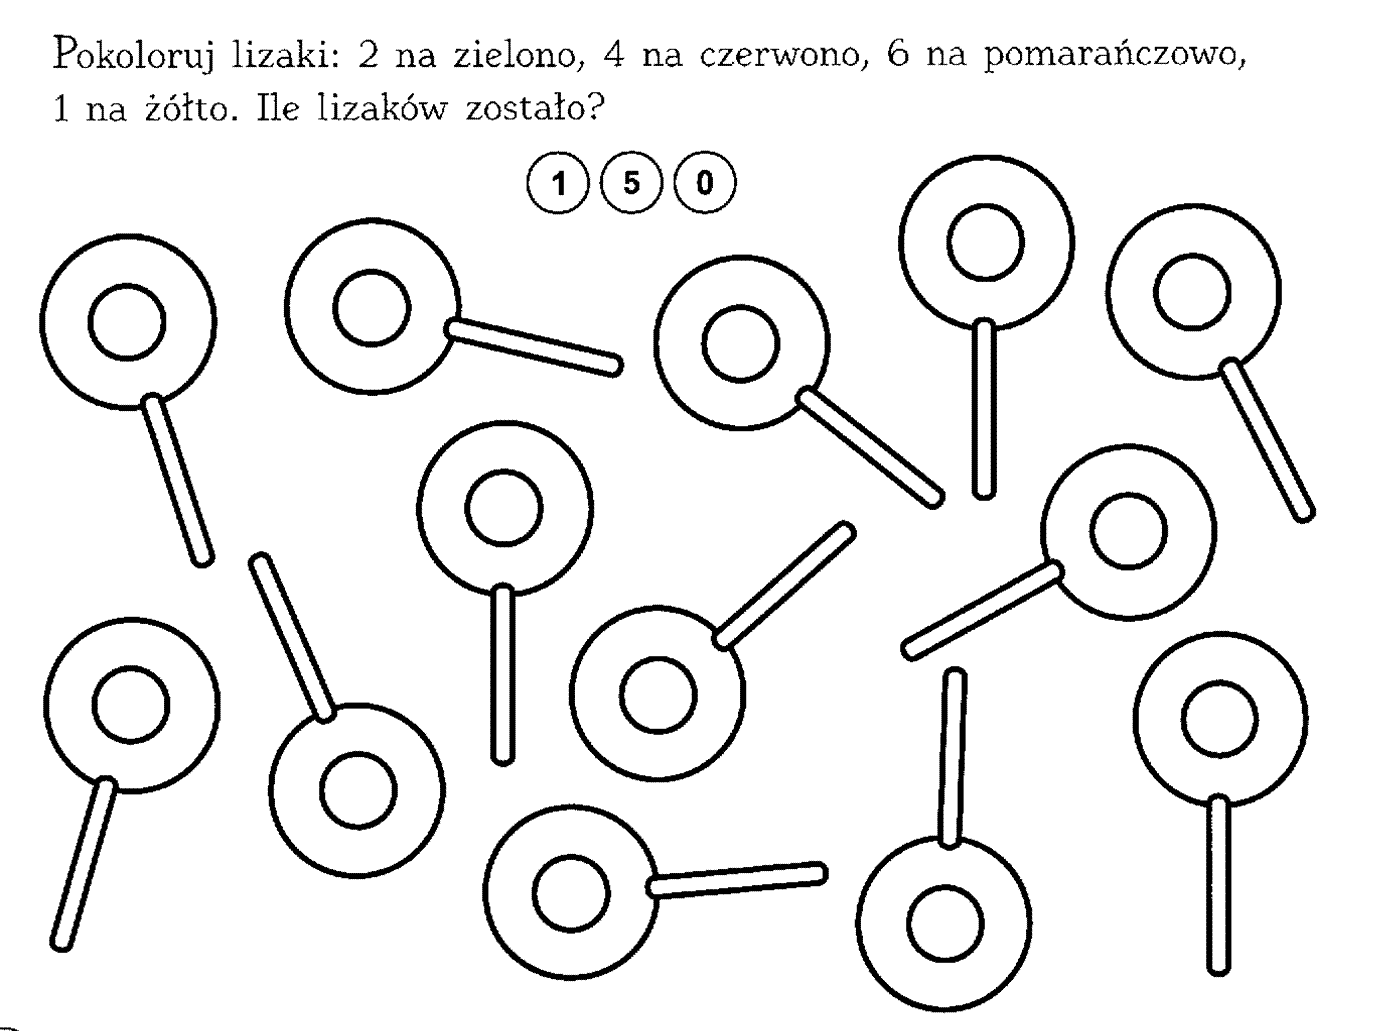 Pokoloruj lizaki: 2 na zielono, 4 na czerwono, 6 na pomarańczowo,
1 na żółto. Ile lizaków zostało?
1 5 0